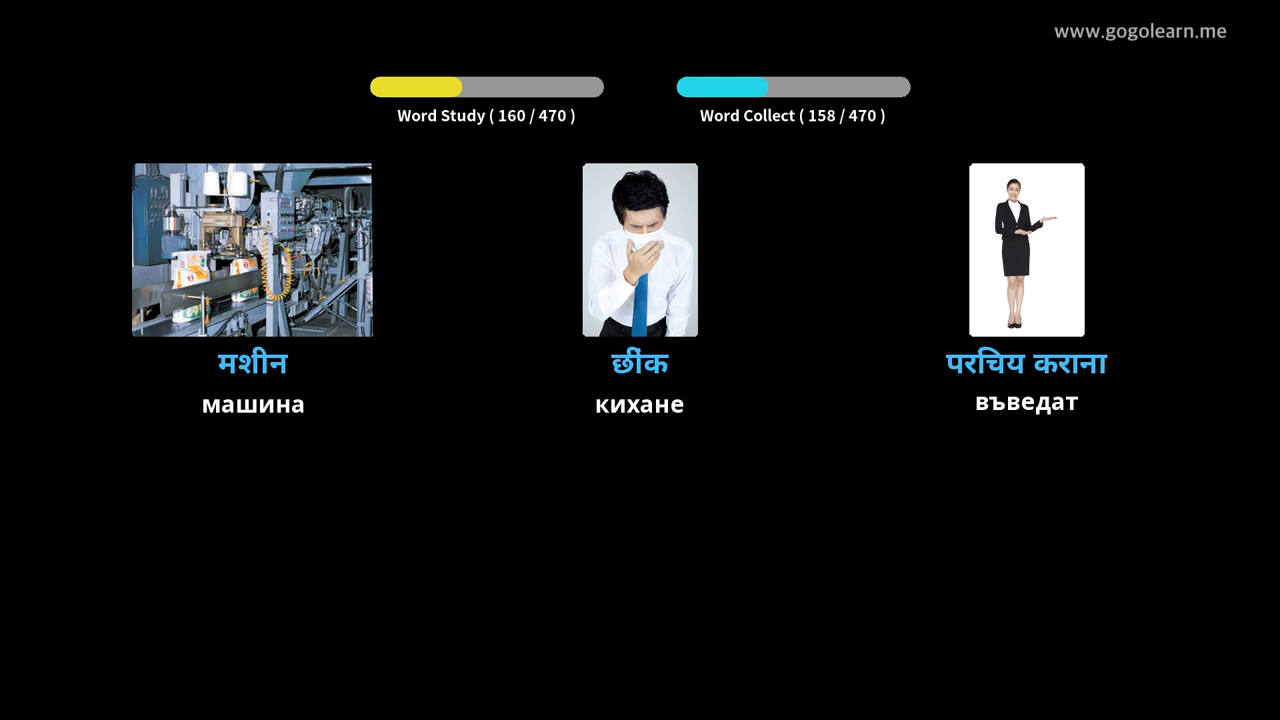 www.gogolearn.me
Word Study ( 160 / 470 )
Word Collect ( 158 / 470 )
मशीन
छींक
परिचय कराना
машина
кихане
въведат